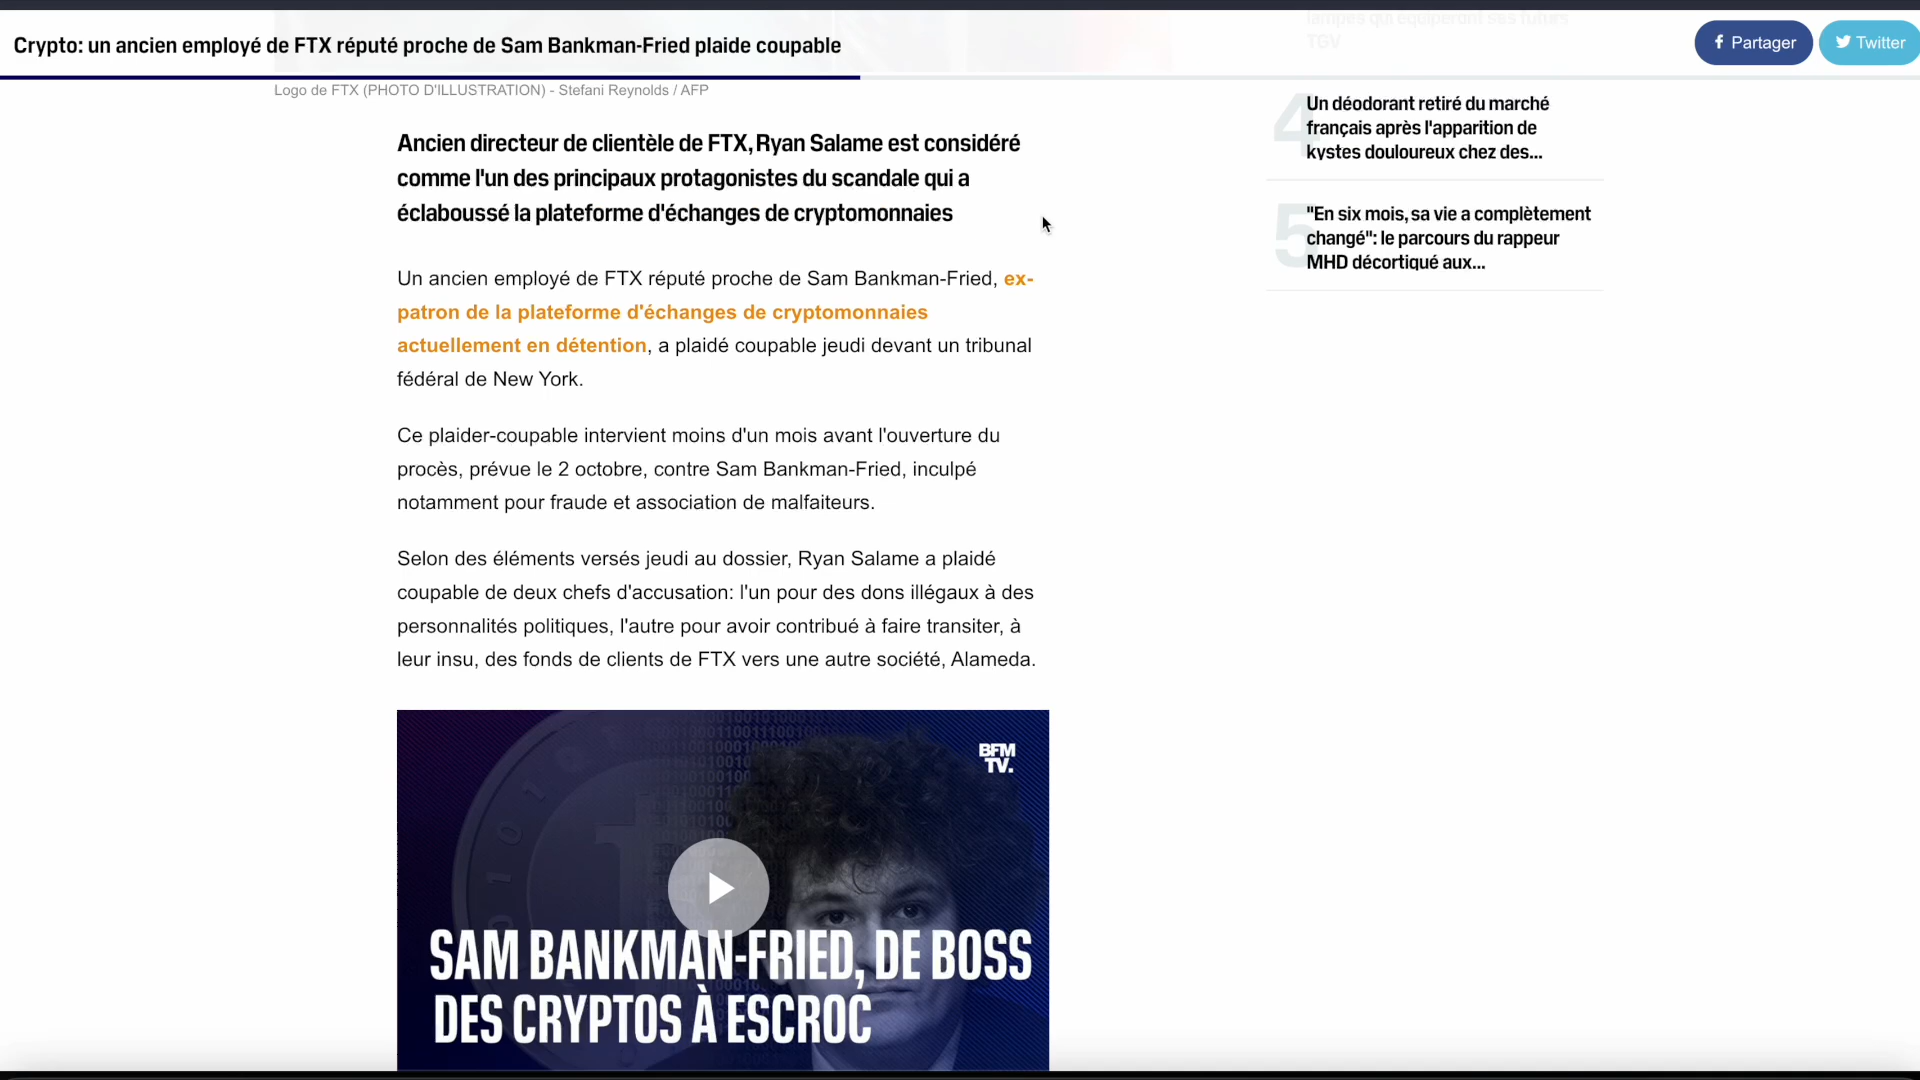 lampes qui équiperont ses futurs
TGV
Crypto: un ancien employé de FTX réputé proche de Sam Bankman-Fried plaide coupable
Partager
Twitter
Logo de FTX (PHOTO D'ILLUSTRATION) - Stefani Reynolds / AFP
Ancien directeur de clientèle de FTX, Ryan Salame est considéré
comme l'un des principaux protagonistes du scandale qui a
éclaboussé la plateforme d'échanges de cryptomonnaies
Un ancien employé de FTX réputé proche de Sam Bankman-Fried, ex-
patron de la plateforme d'échanges de cryptomonnaies
actuellement en détention, a plaidé coupable jeudi devant un tribunal
fédéral de New York.
Ce plaider-coupable intervient moins d'un mois avant l'ouverture du
procès, prévue le 2 octobre, contre Sam Bankman-Fried, inculpé
notamment pour fraude et association de malfaiteurs.
Selon des éléments versés jeudi au dossier, Ryan Salame a plaidé
coupable de deux chefs d'accusation: l'un pour des dons illégaux à des
personnalités politiques, l'autre pour avoir contribué à faire transiter, à
leur insu, des fonds de clients de FTX vers une autre société, Alameda.
BFM
TV.
SAM BANKMAN-FRIED, DE BOSS
DES CRYPTOS À ESCROC
4
Un déodorant retiré du marché
français après l'apparition de
kystes douloureux chez des...
5
"En six mois, sa vie a complètement
changé": le parcours du rappeur
MHD décortiqué aux...